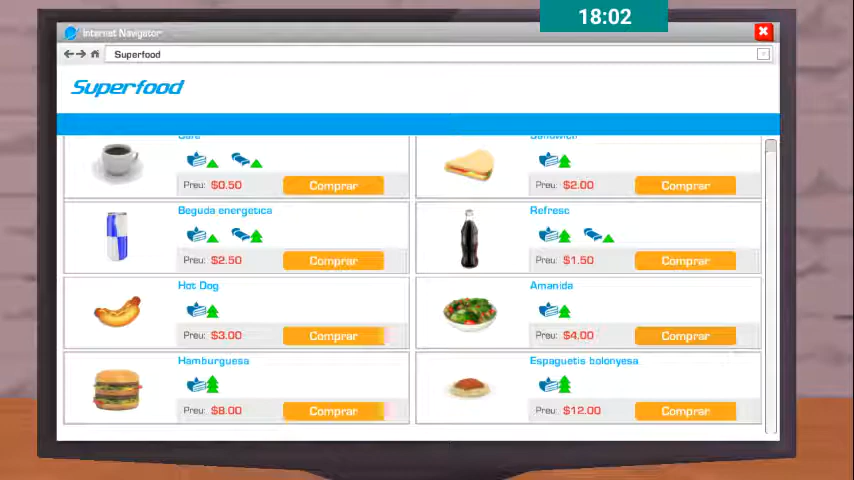 18:02
Internet Navigator
Superfood
Superfood
Preu: $0.50 Comprar
Preu: $2.00 Comprar
Beguda energetica
Refresc
Preu: $2.50 Comprar
Preu: $1.50 Comprar
Hot Dog
Amanida
Preu: $3.00 Comprar
Preu: $4.00 Comprar
Hamburguesa
Espaguetis bolonyesa
Preu: $8.00 Comprar
Preu: $12.00 Comprar